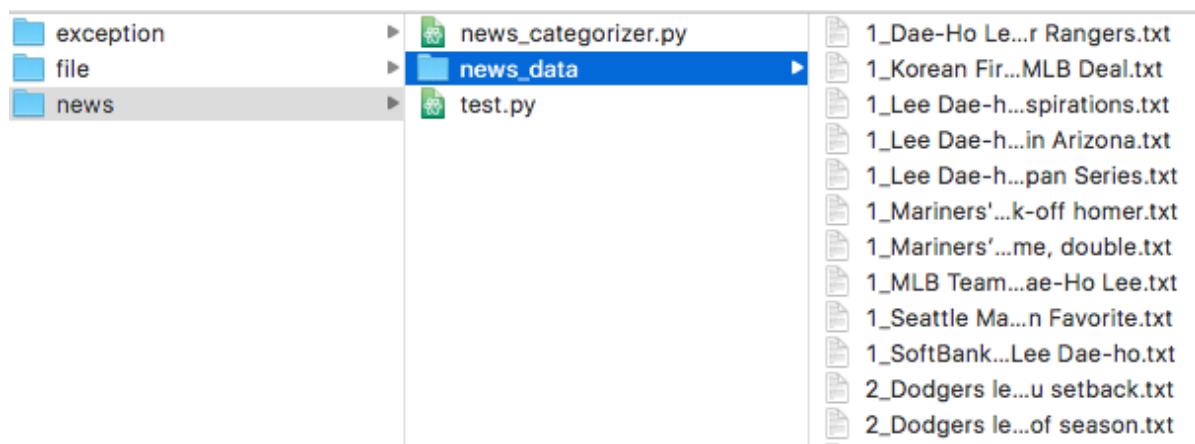 exception
file
news
news_categorizer.py
news_data
test.py
1_Dae-Ho Le...r Rangers.txt
1_Korean Fir...MLB Deal.txt
1_Lee Dae-h...spirations.txt
1_Lee Dae-h...in Arizona.txt
1_Lee Dae-h...pan Series.txt
1_Mariners'...k-off homer.txt
1_Mariners’...me, double.txt
1_MLB Team...ae-Ho Lee.txt
1_Seattle Ma...n Favorite.txt
1_SoftBank...Lee Dae-ho.txt
2_Dodgers le...u setback.txt
2_Dodgers le...of season.txt